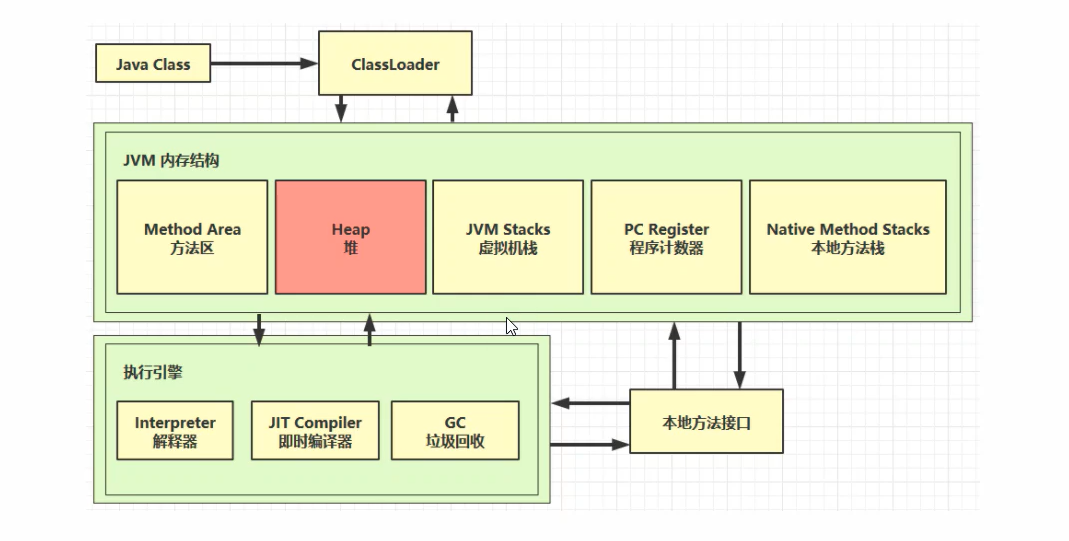 Java Class
ClassLoader
JVM 内存结构
Method Area
方法区
Heap
堆
JVM Stacks
虚拟机栈
PC Register
程序计数器
Native Method Stacks
本地方法栈
执行引擎
Interpreter
解释器
JIT Compiler
即时编译器
GC
垃圾回收
本地方法接口